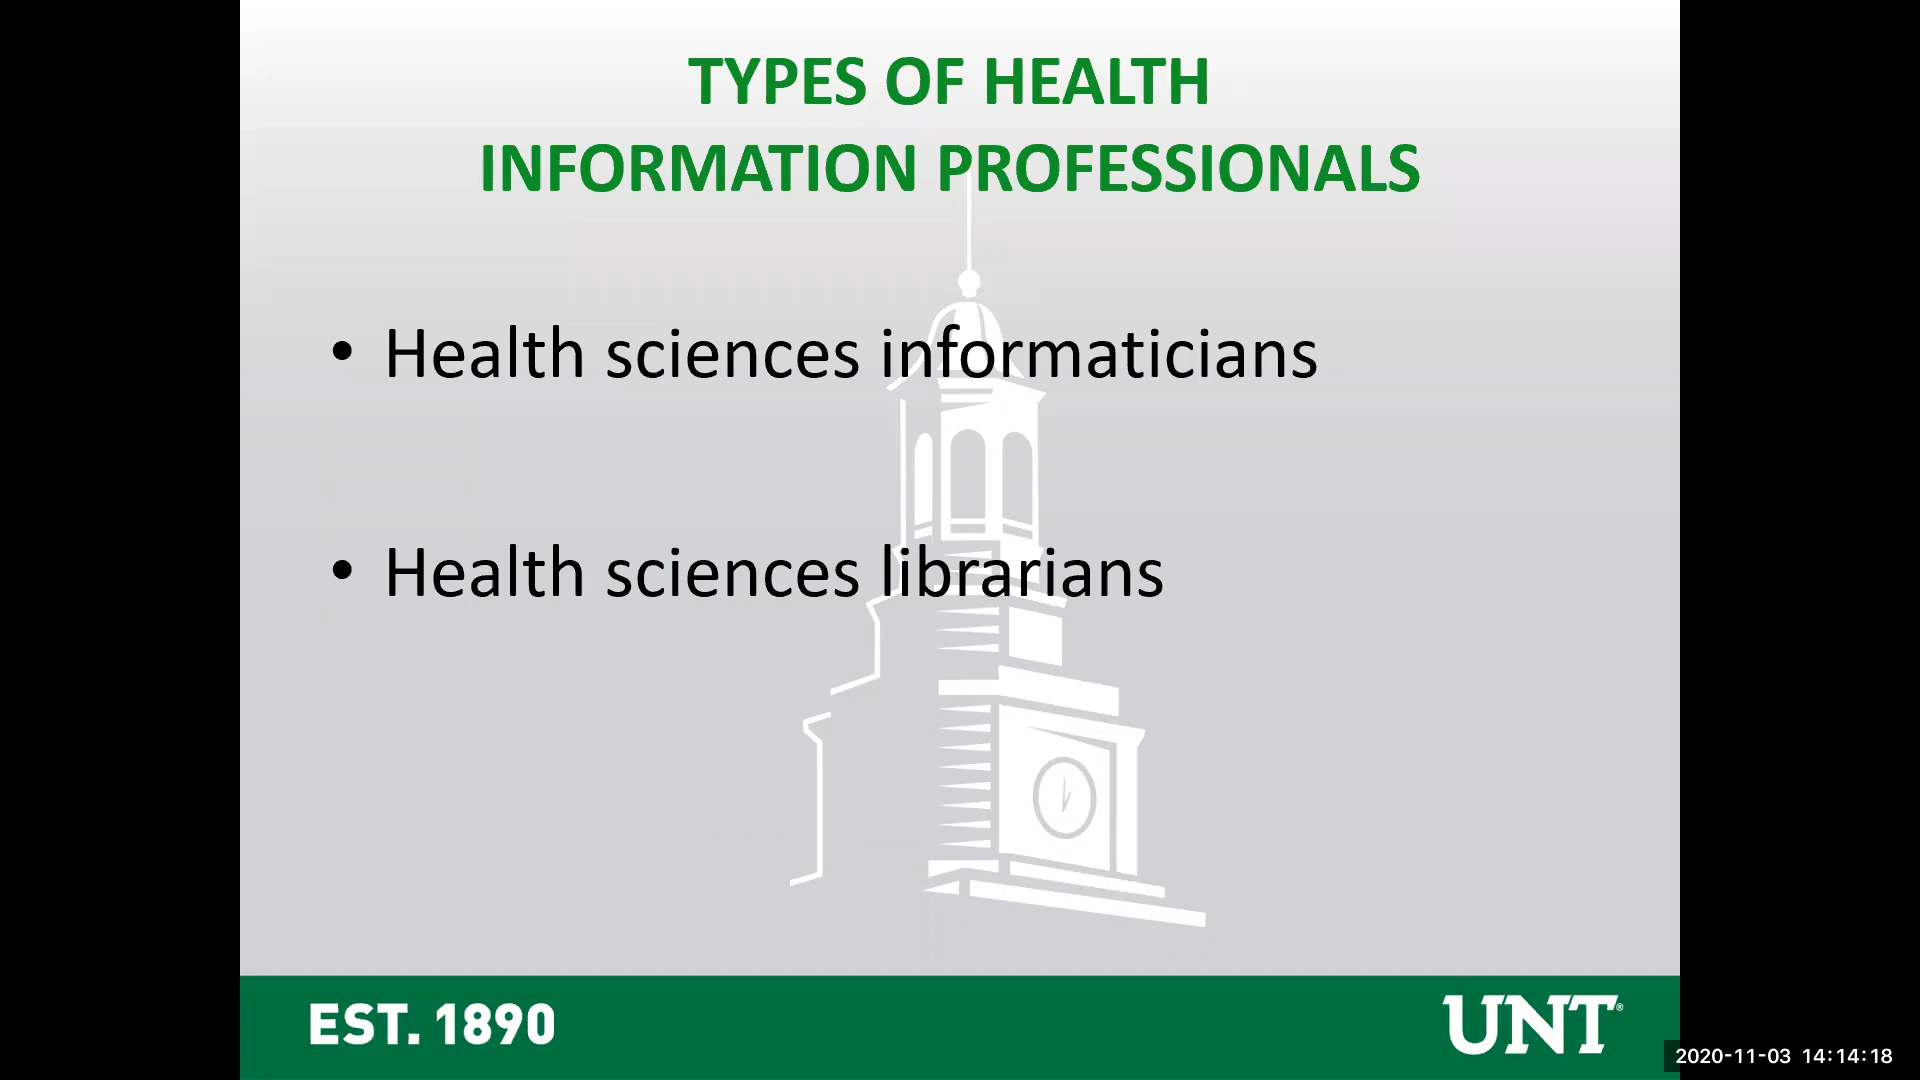 TYPES OF HEALTH
INFORMATION PROFESSIONALS
• Health sciences informaticians
• Health sciences librarians
EST. 1890
UNT®
2020-11-03 14:14:18